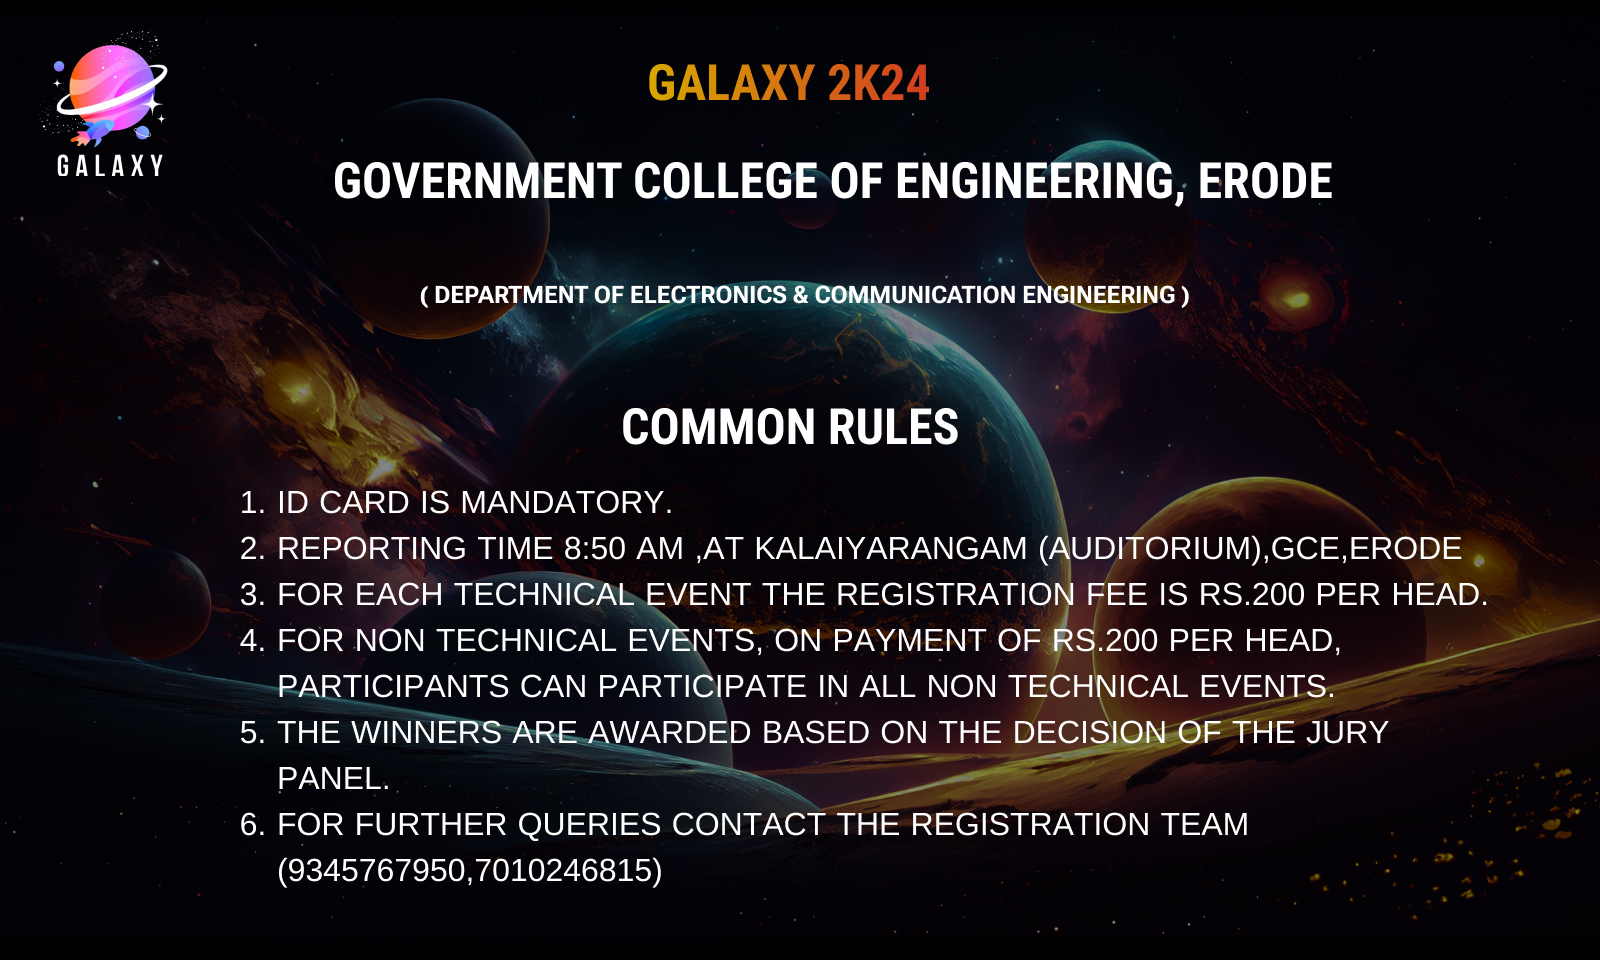 GALAXY
GALAXY 2K24
GOVERNMENT COLLEGE OF ENGINEERING, ERODE
( DEPARTMENT OF ELECTRONICS & COMMUNICATION ENGINEERING )
COMMON RULES
1. ID CARD IS MANDATORY.
2. REPORTING TIME 8:50 AM ,AT KALAIYARANGAM (AUDITORIUM),GCE,ERODE
3. FOR EACH TECHNICAL EVENT THE REGISTRATION FEE IS RS.200 PER HEAD.
4. FOR NON TECHNICAL EVENTS, ON PAYMENT OF RS.200 PER HEAD,
PARTICIPANTS CAN PARTICIPATE IN ALL NON TECHNICAL EVENTS.
5. THE WINNERS ARE AWARDED BASED ON THE DECISION OF THE JURY
PANEL.
6. FOR FURTHER QUERIES CONTACT THE REGISTRATION TEAM
(9345767950,7010246815)